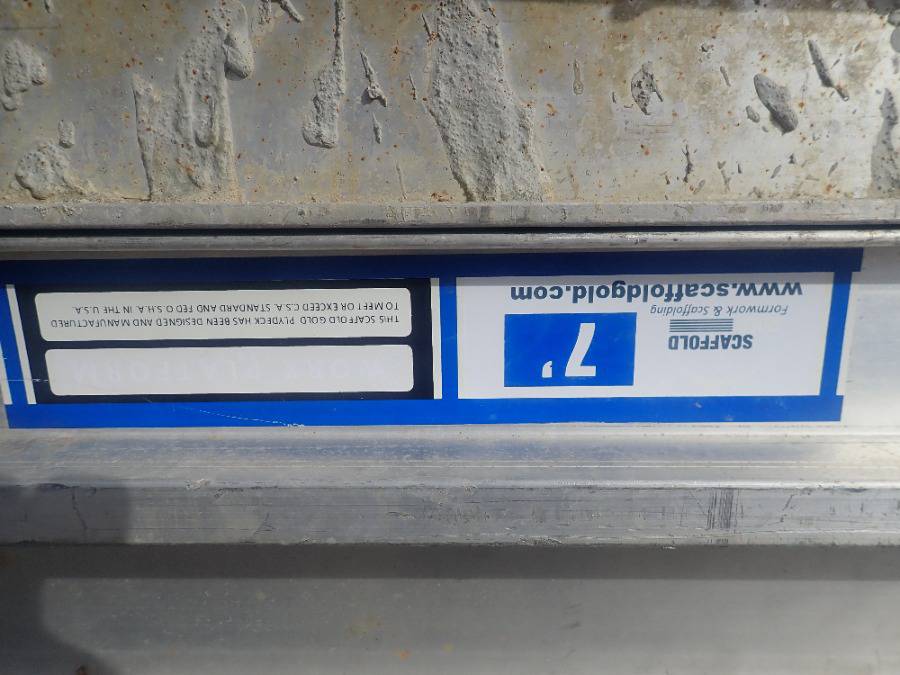 SCAFFOLD
Formwork & Scaffolding
www.scaffoldgold.com
7'
PLATFORM
THIS SCAFFOLD GOLD PLYDECK HAS BEEN DESIGNED AND MANUFACTURED
TO MEET OR EXCEED C.S.A. STANDARD AND FED O.S.H.A. IN THE U.S.A.